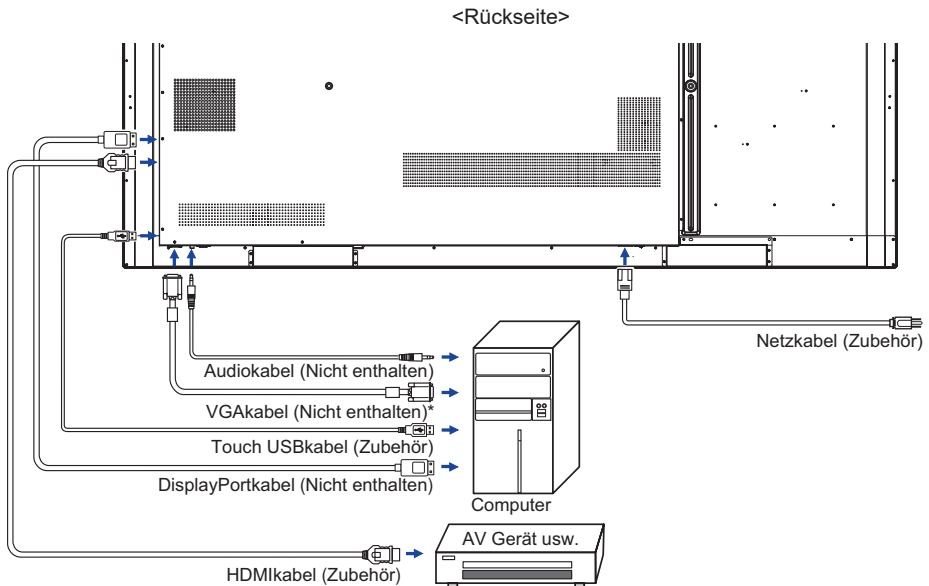 <Rückseite>
Netzkabel (Zubehör)
Audiokabel (Nicht enthalten)
VGAkabel (Nicht enthalten)*
Touch USBkabel (Zubehör)
DisplayPortkabel (Nicht enthalten)
Computer
AV Gerät usw.
HDMIkabel (Zubehör)